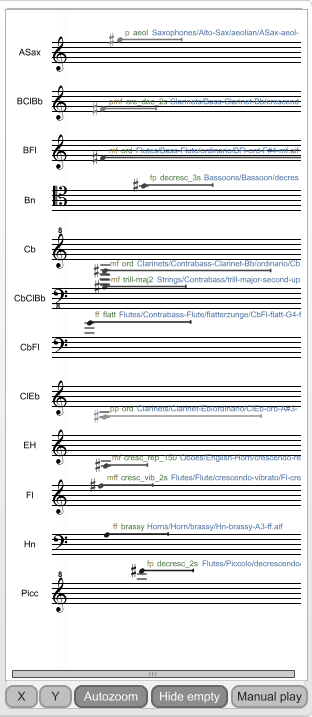 p aeol Saxophones/Alto-Sax/aeolian/ASax-aeol-
ASax
BClBb
pmf cre_dec_2s Clarinets/Bass-Clarinet-Bb/crescend
BFl
mf ord Flutes/Bass-Flute/ordinario/BFl-ord-F#4-mf.aif
fp decresc_3s Bassoons/Bassoon/decres
Bn
8
Cb
mf ord Clarinets/Contrabass-Clarinet-Bb/ordinario/Cb
mf trill-maj2 Strings/Contrabass/trill-major-second-up
CbClBb
8
ff flatt Flutes/Contrabass-Flute/flatterzunge/CbFl-flatt-G4-f
CbFl
ClEb
pp ord Clarinets/Clarinet-Eb/ordinario/ClEb-ord-A#3-
EH
mf cresc_rep_150 Oboes/English-Horn/crescendo-re
mff cresc_vib_2s Flutes/Flute/crescendo-vibrato/Fl-cre
Fl
ff brassy Horns/Horn/brassy/Hn-brassy-A3-ff.aif
Hn
fp decresc_2s Flutes/Piccolo/decrescendo
8
Picc
X Y Autozoom Hide empty Manual play